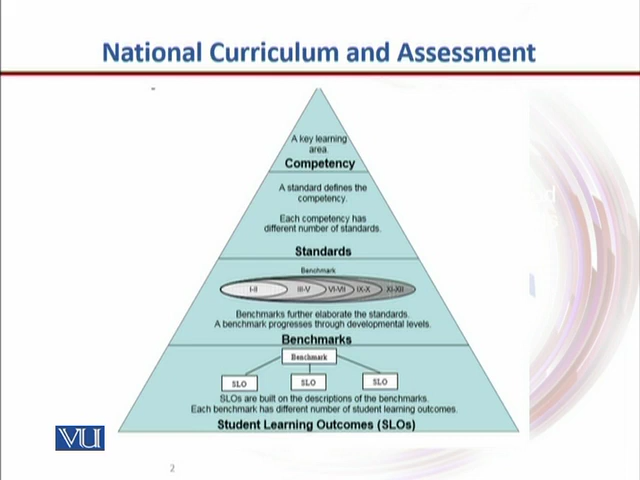 National Curriculum and Assessment
A key learning
area.
Competency
A standard defines the
competency.
Each competency has
different number of standards.
Standards
Benchmark
I-II III-V VI-VII IX-X XI-XII
Benchmarks further elaborate the standards.
A benchmark progresses through developmental levels.
Benchmarks
Benchmark
SLO SLO SLO
SLOs are built on the descriptions of the benchmarks.
Each benchmark has different number of student learning outcomes.
Student Learning Outcomes (SLOs)
VU
2